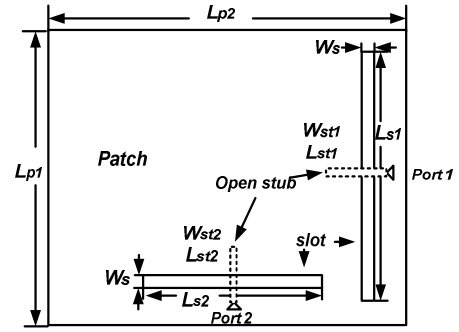 Lp2
Ws
Wst1
Ls1
Lst1
Patch
Lp1
Open stub
Port 1
Wst2
Lst2
slot
Ws
Ls2
Port 2